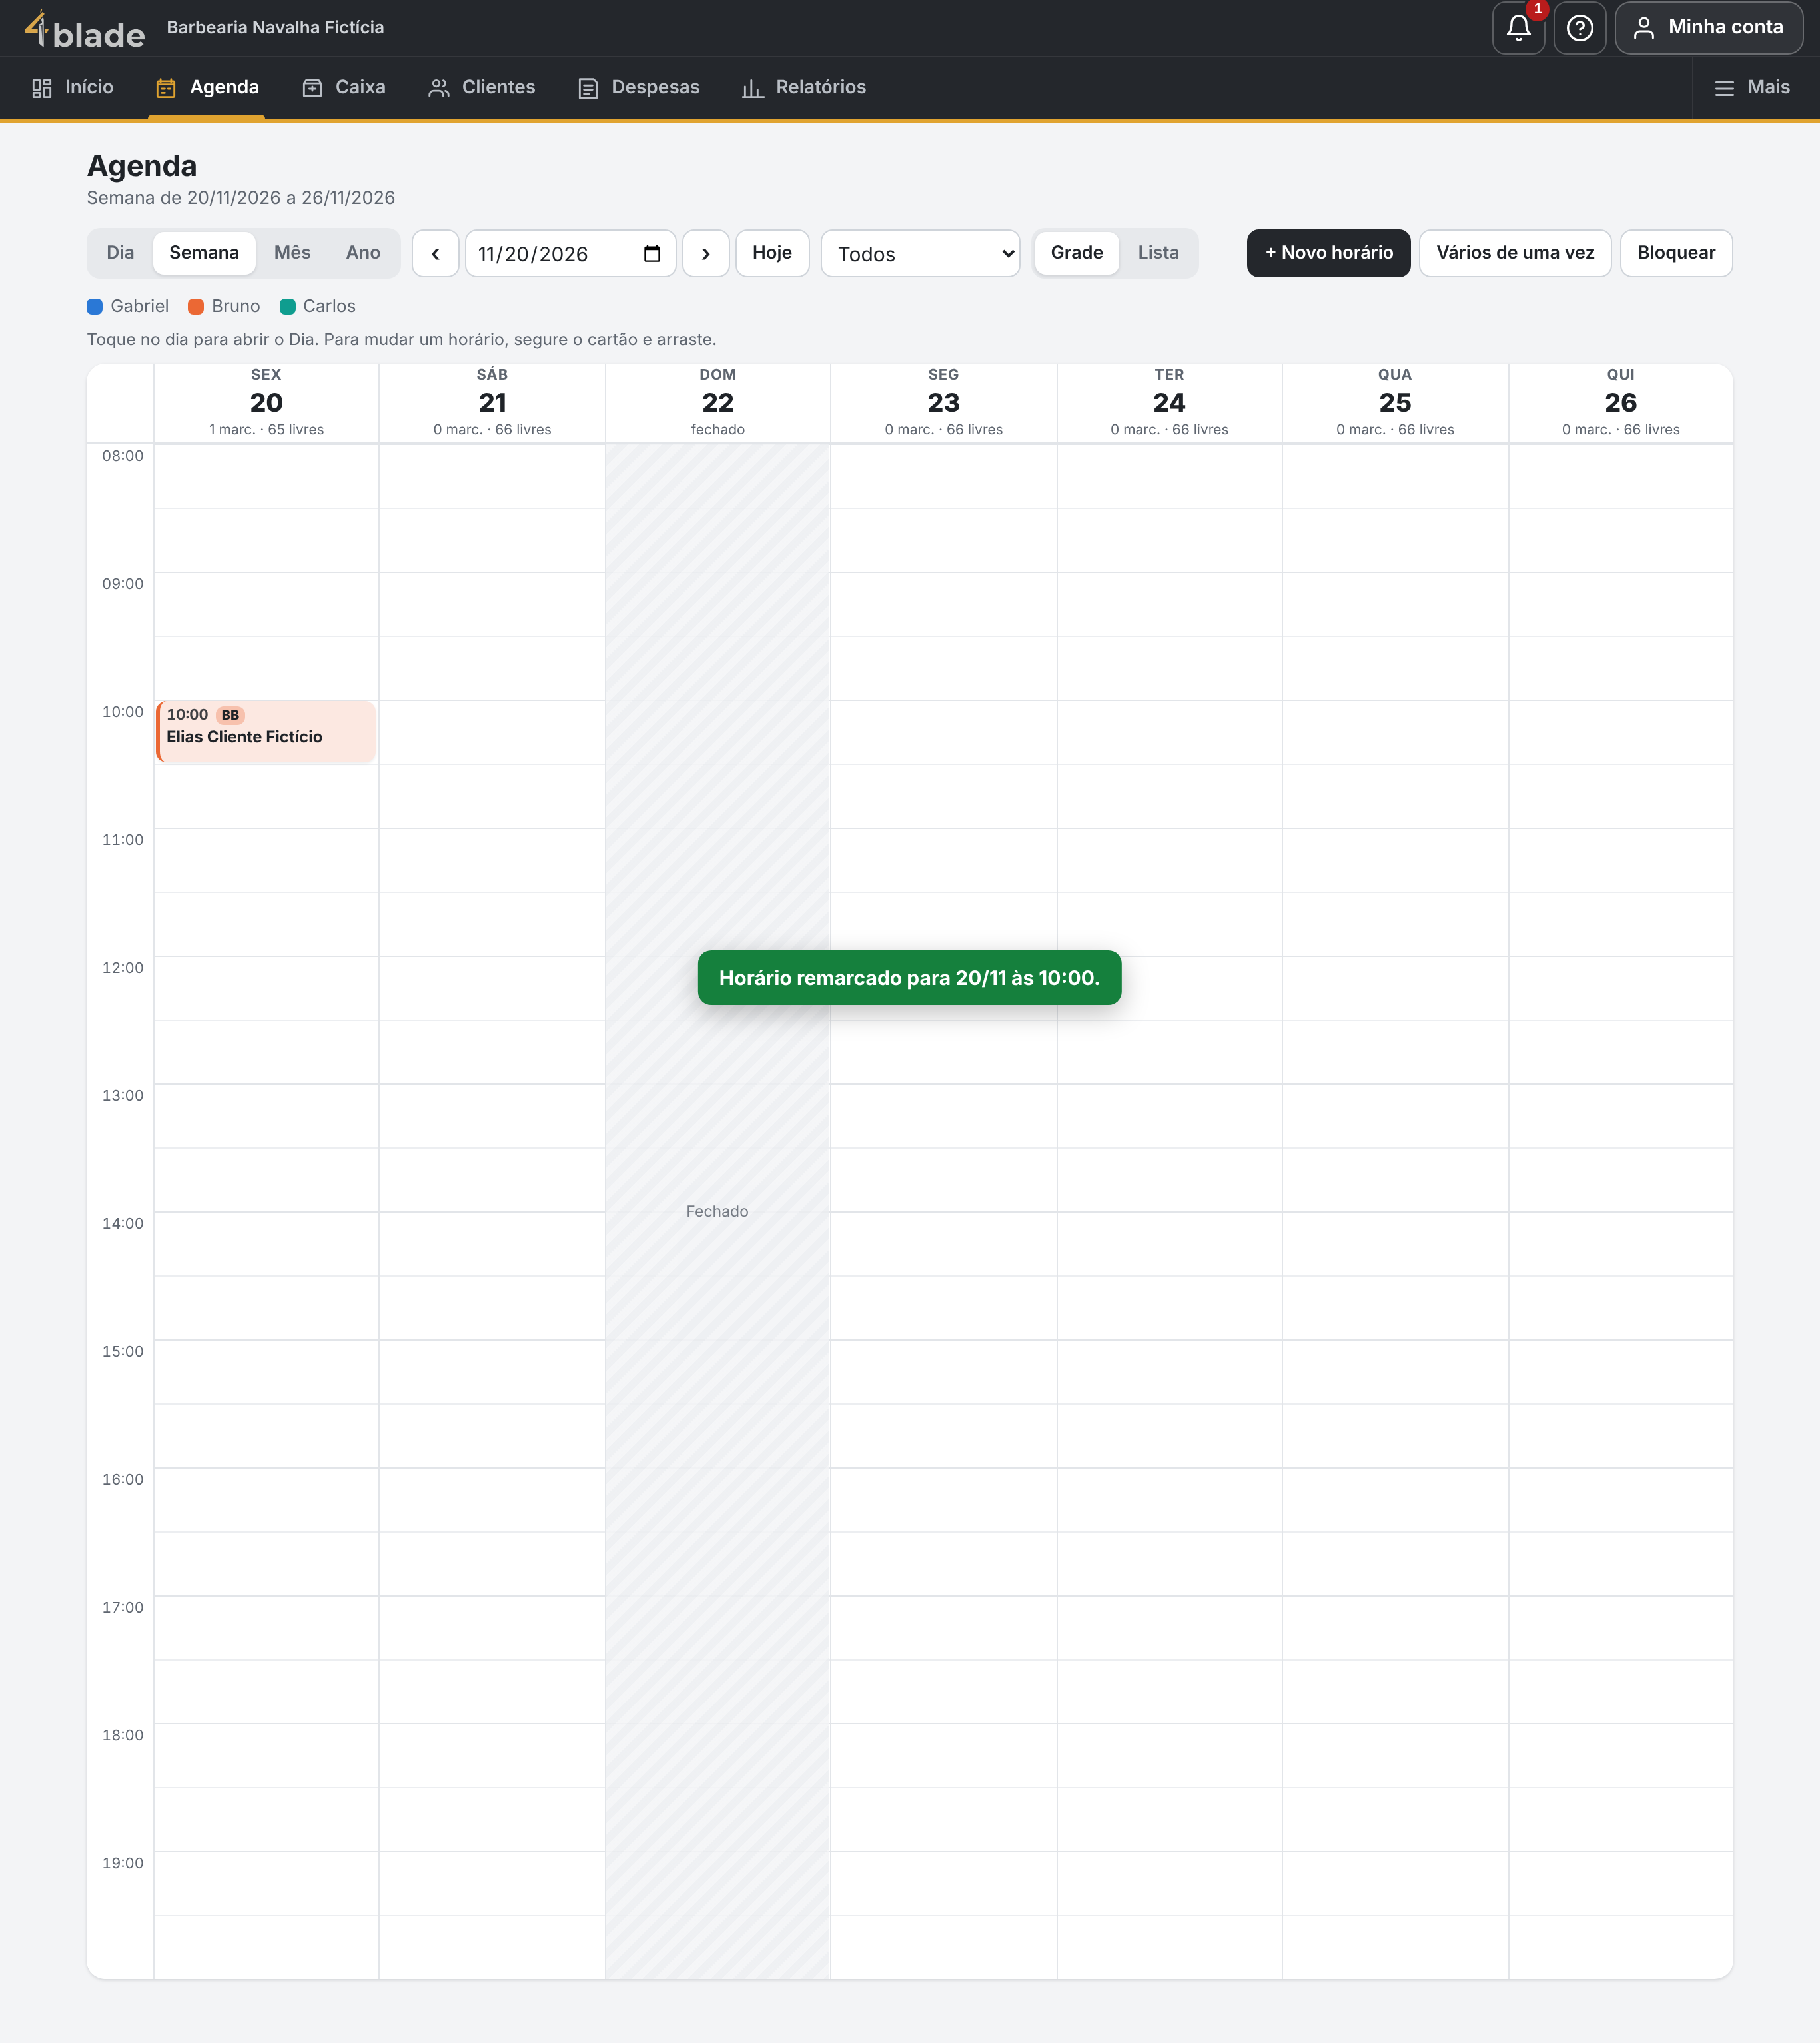 4blade
Barbearia Navalha Fictícia
1
Minha conta
Início
Agenda
Caixa
Clientes
Despesas
Relatórios
Mais
Agenda
Semana de 20/11/2026 a 26/11/2026
Dia
Semana
Mês
Ano
‹
11/20/2026
›
Hoje
Todos
Grade
Lista
+ Novo horário
Vários de uma vez
Bloquear
Gabriel
Bruno
Carlos
Toque no dia para abrir o Dia. Para mudar um horário, segure o cartão e arraste.
SEX
20
1 marc. · 65 livres
SÁB
21
0 marc. · 66 livres
DOM
22
fechado
SEG
23
0 marc. · 66 livres
TER
24
0 marc. · 66 livres
QUA
25
0 marc. · 66 livres
QUI
26
0 marc. · 66 livres
08:00
09:00
10:00
10:00 BB
Elias Cliente Fictício
11:00
12:00
Horário remarcado para 20/11 às 10:00.
13:00
Fechado
14:00
15:00
16:00
17:00
18:00
19:00